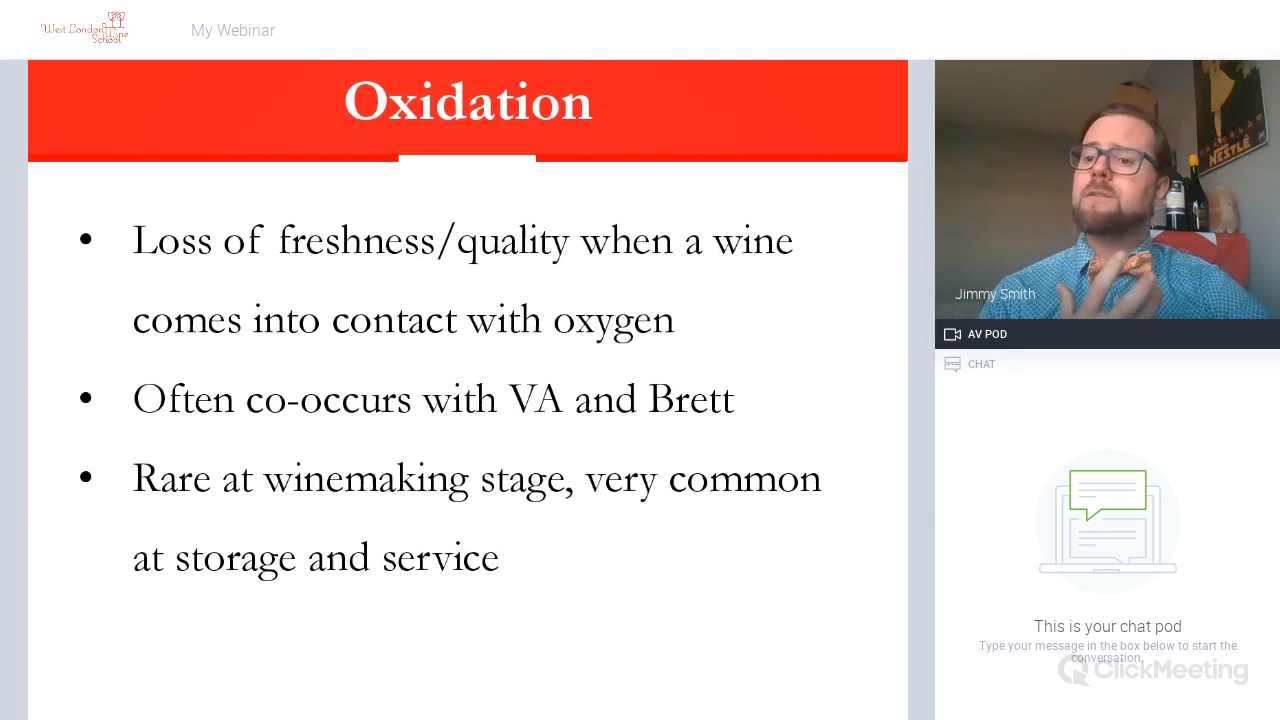 West London Wine
School
My Webinar
Oxidation
• Loss of freshness/quality when a wine
comes into contact with oxygen
• Often co-occurs with VA and Brett
• Rare at winemaking stage, very common
at storage and service
NESTLÉ
Jimmy Smith
AV POD
CHAT
This is your chat pod
Type your message in the box below to start the
conversation.
ClickMeeting